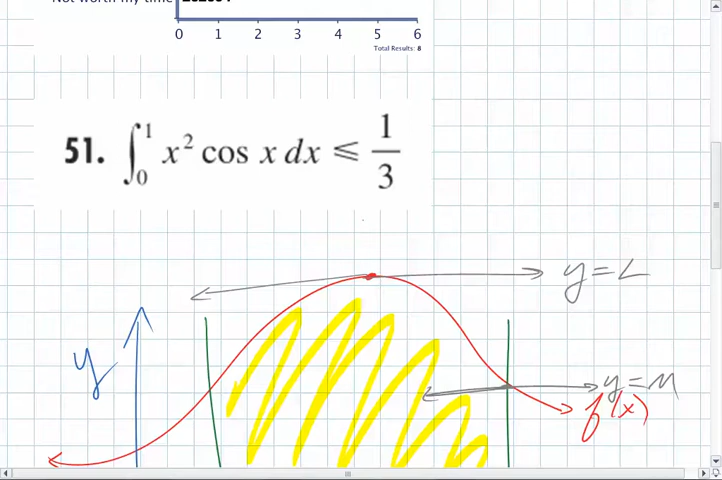 0 1 2 3 4 5 6
Total Results: 8
51. ∫₀¹ x² cos x dx ⩽ 1/3
y = L
y
y = M
f(x)